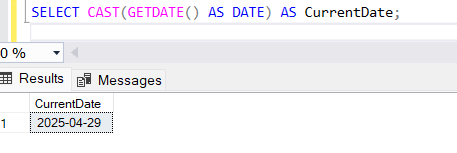 SELECT CAST(GETDATE() AS DATE) AS CurrentDate;
0 %
Results Messages
CurrentDate
1 2025-04-29